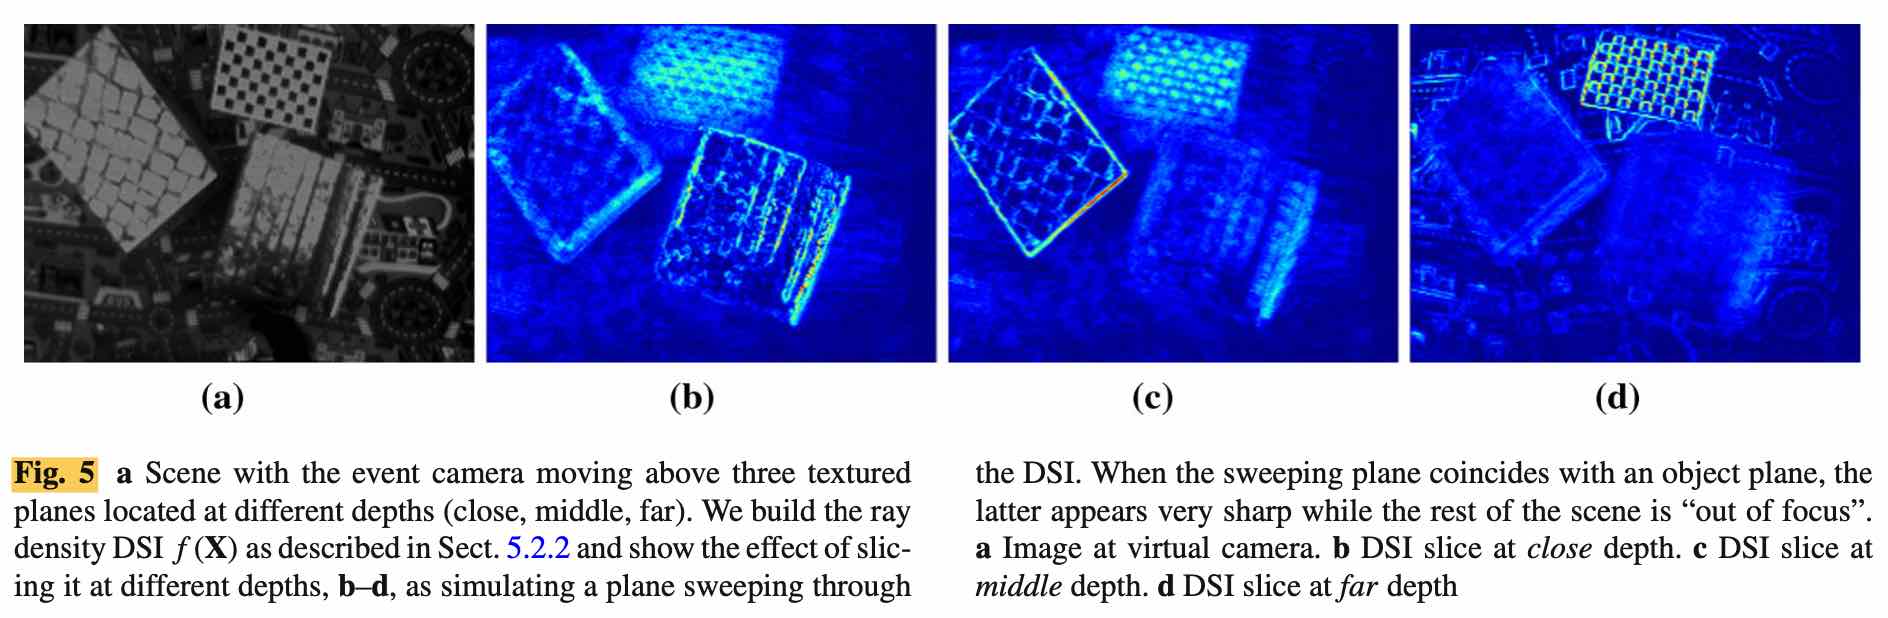 (a)
(b)
(c)
(d)
Fig. 5 a Scene with the event camera moving above three textured
planes located at different depths (close, middle, far). We build the ray
density DSI f(X) as described in Sect. 5.2.2 and show the effect of slic-
ing it at different depths, b–d, as simulating a plane sweeping through
the DSI. When the sweeping plane coincides with an object plane, the
latter appears very sharp while the rest of the scene is “out of focus”.
a Image at virtual camera. b DSI slice at close depth. c DSI slice at
middle depth. d DSI slice at far depth